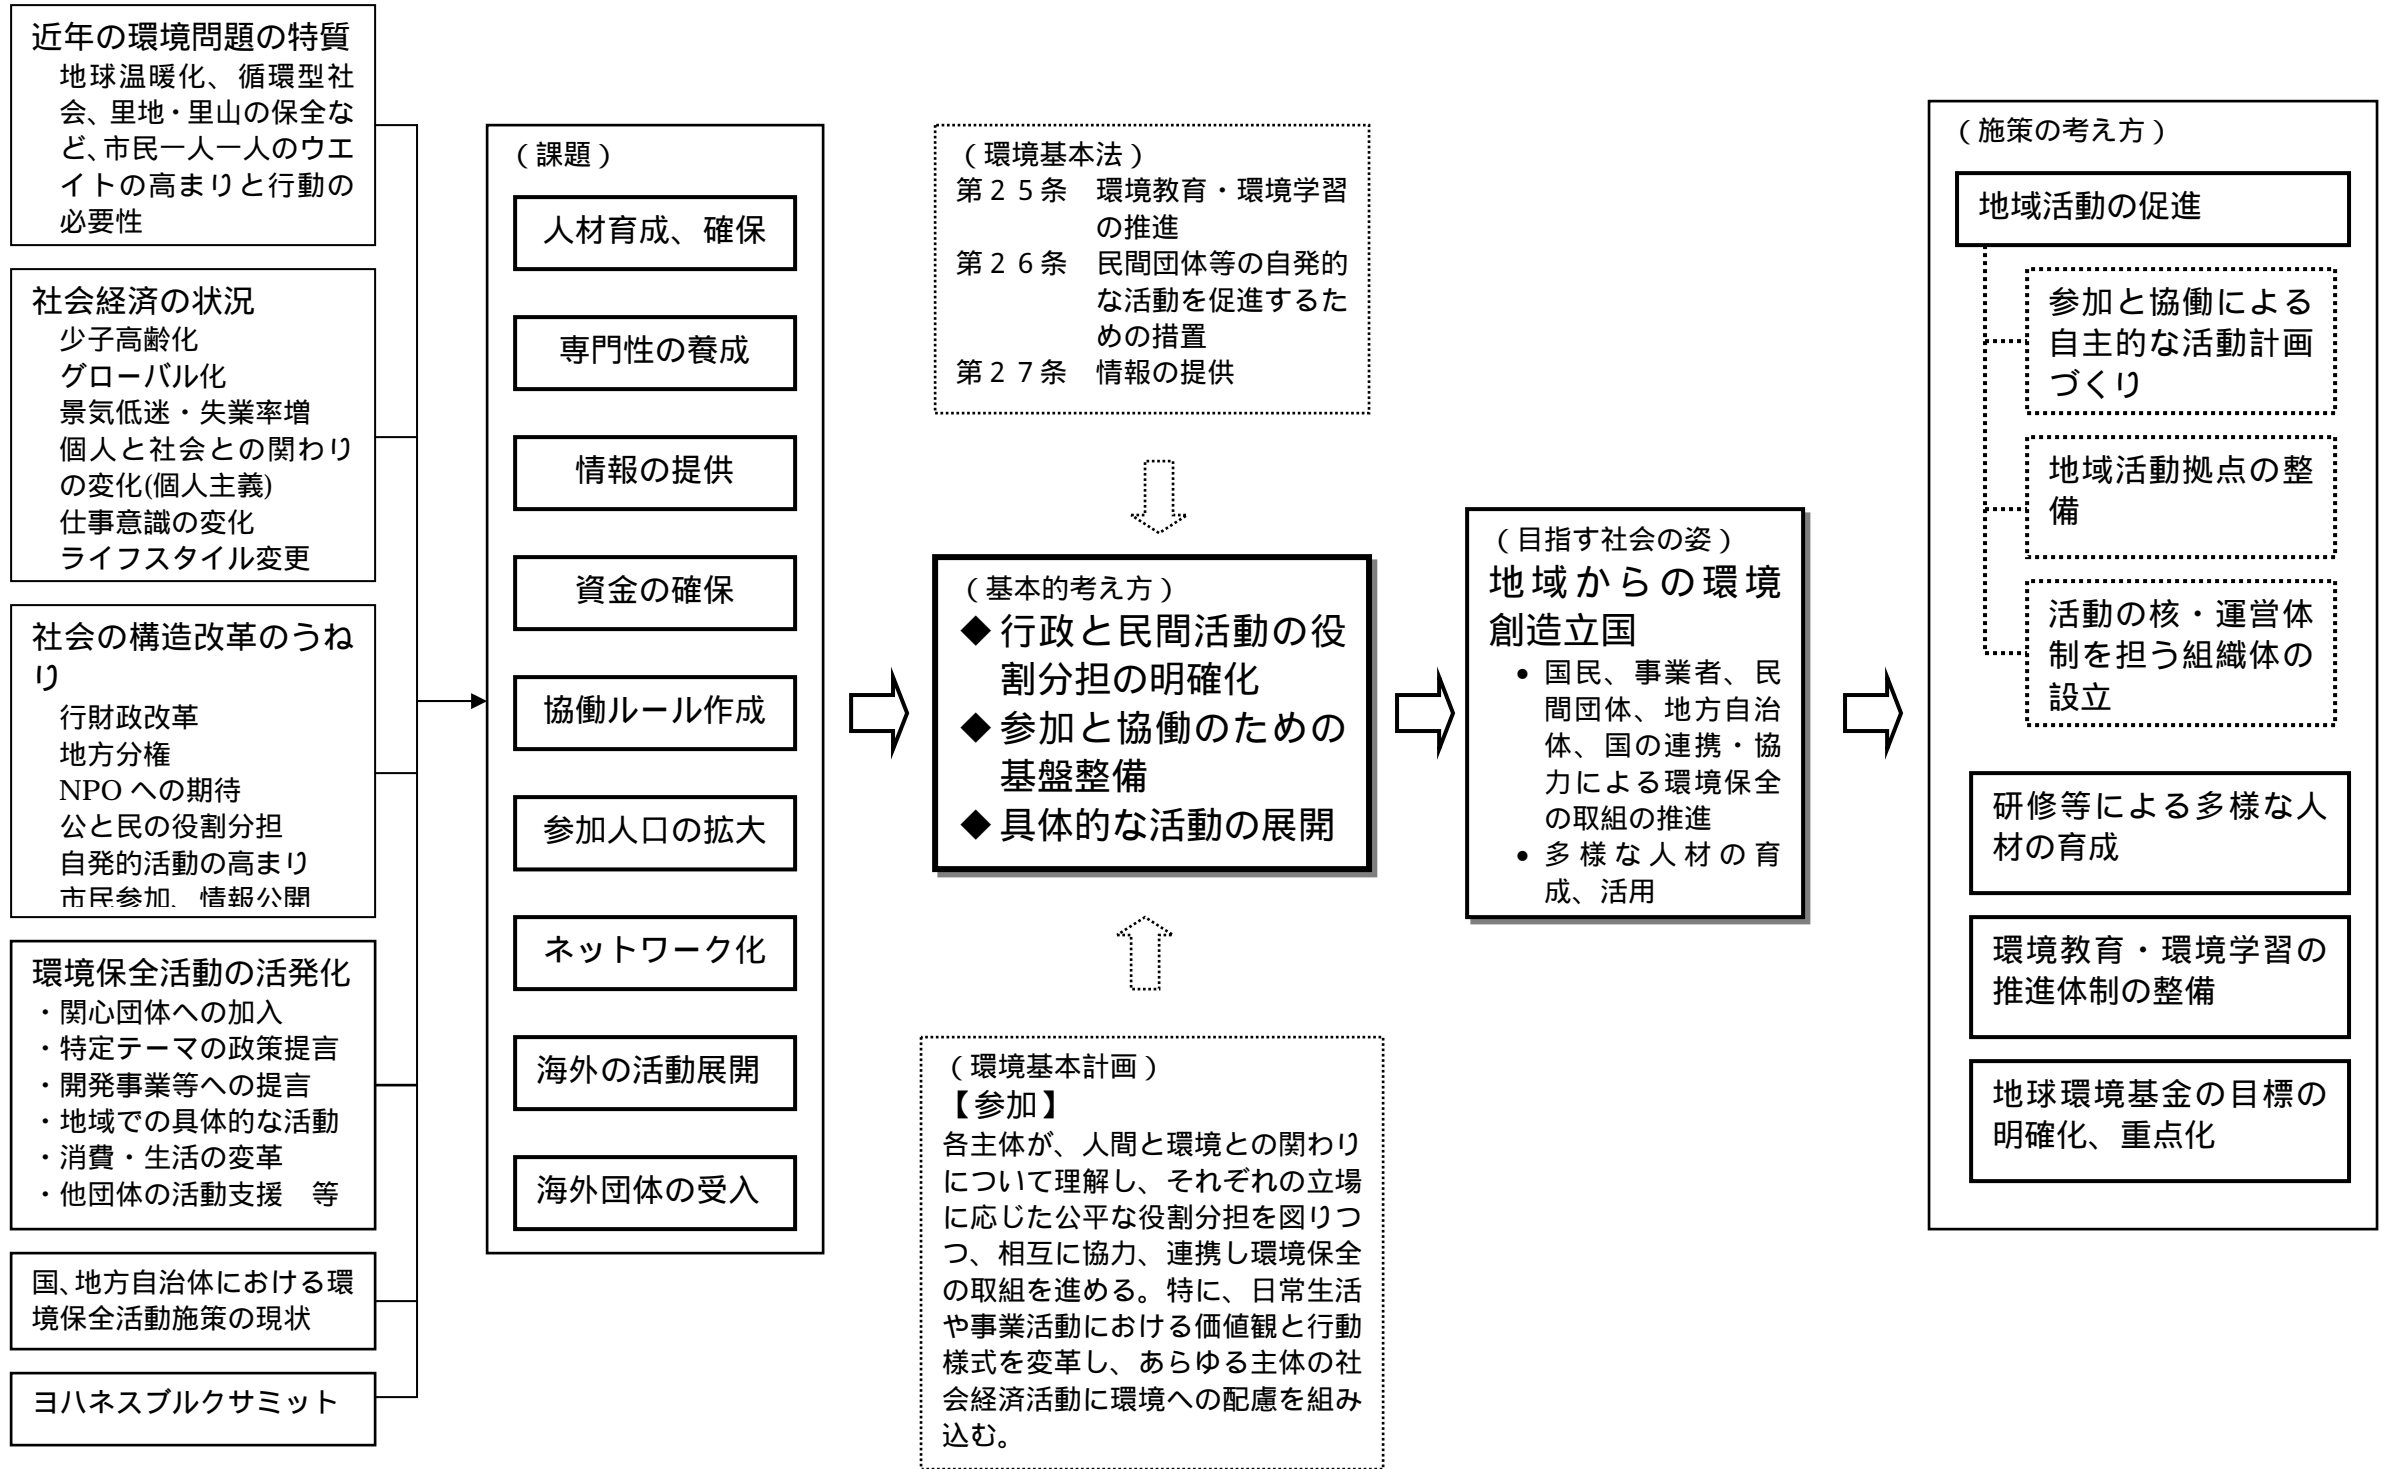 近年の環境問題の特質
地球温暖化、循環型社
会、里地・里山の保全な
ど、市民一人一人のウエ
イトの高まりと行動の
必要性
社会経済の状況
少子高齢化
グローバル化
景気低迷・失業率増
個人と社会との関わり
の変化(個人主義)
仕事意識の変化
ライフスタイル変更
社会の構造改革のうね
り
行財政改革
地方分権
NPO への期待
公と民の役割分担
自発的活動の高まり
市民参加、情報公開
環境保全活動の活発化
・関心団体への加入
・特定テーマの政策提言
・開発事業等への提言
・地域での具体的な活動
・消費・生活の変革
・他団体の活動支援　等
国、地方自治体における環
境保全活動施策の現状
ヨハネスブルクサミット
（課題）
人材育成、確保
専門性の養成
情報の提供
資金の確保
協働ルール作成
参加人口の拡大
ネットワーク化
海外の活動展開
海外団体の受入
（環境基本法）
第２５条　環境教育・環境学習
の推進
第２６条　民間団体等の自発的
な活動を促進するた
めの措置
第２７条　情報の提供
（基本的考え方）
◆行政と民間活動の役
割分担の明確化
◆参加と協働のための
基盤整備
◆具体的な活動の展開
（環境基本計画）
【参加】
各主体が、人間と環境との関わり
について理解し、それぞれの立場
に応じた公平な役割分担を図りつ
つ、相互に協力、連携し環境保全
の取組を進める。特に、日常生活
や事業活動における価値観と行動
様式を変革し、あらゆる主体の社
会経済活動に環境への配慮を組み
込む。
（目指す社会の姿）
地域からの環境
創造立国
• 国民、事業者、民
間団体、地方自治
体、国の連携・協
力による環境保全
の取組の推進
• 多様な人材の育
成、活用
（施策の考え方）
地域活動の促進
参加と協働による
自主的な活動計画
づくり
地域活動拠点の整
備
活動の核・運営体
制を担う組織体の
設立
研修等による多様な人
材の育成
環境教育・環境学習の
推進体制の整備
地球環境基金の目標の
明確化、重点化